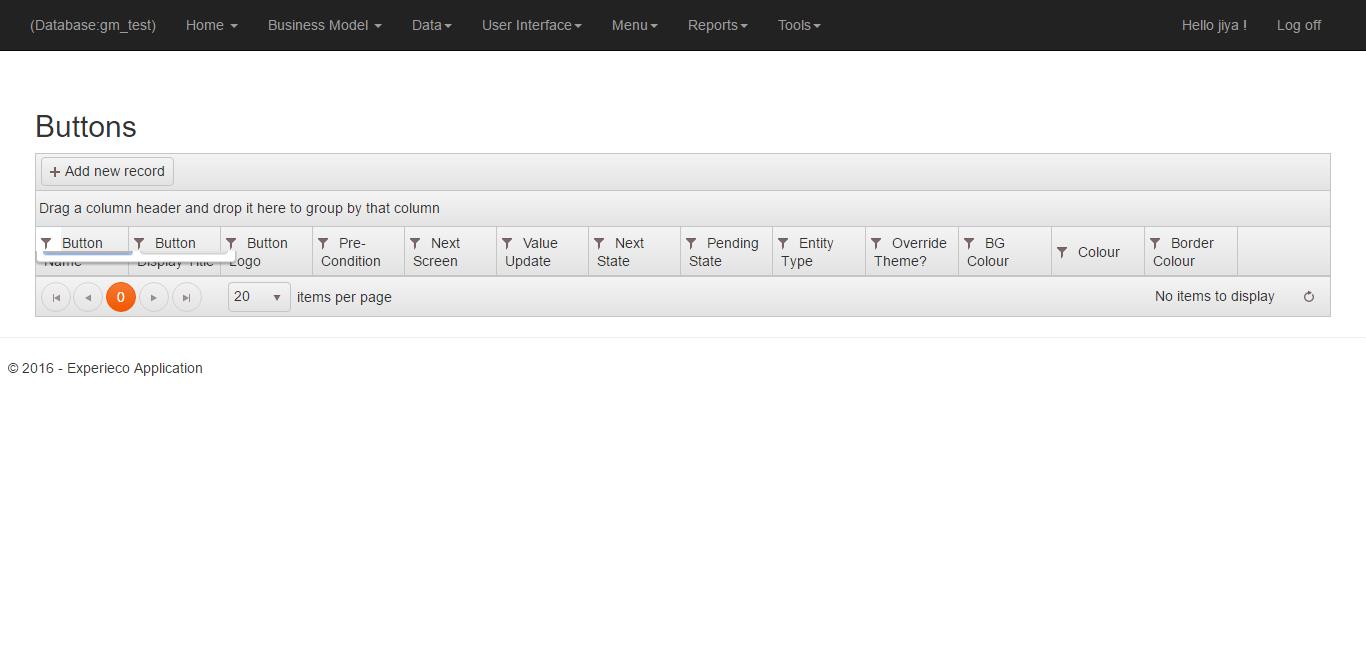 (Database:gm_test) Home Business Model Data User Interface Menu Reports Tools Hello jiya ! Log off
Buttons
+ Add new record
Drag a column header and drop it here to group by that column
Button Name
Button Display Title
Button Logo
Pre-Condition
Next Screen
Value Update
Next State
Pending State
Entity Type
Override Theme?
BG Colour
Colour
Border Colour
0 20 items per page No items to display
© 2016 - Experieco Application